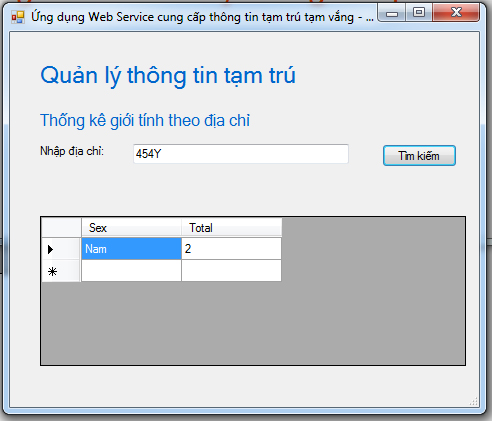 Ứng dụng Web Service cung cấp thông tin tạm trú tạm vắng - ...
Quản lý thông tin tạm trú
Thống kê giới tính theo địa chỉ
Nhập địa chỉ: 454Y Tìm kiếm
Sex Total
Nam 2